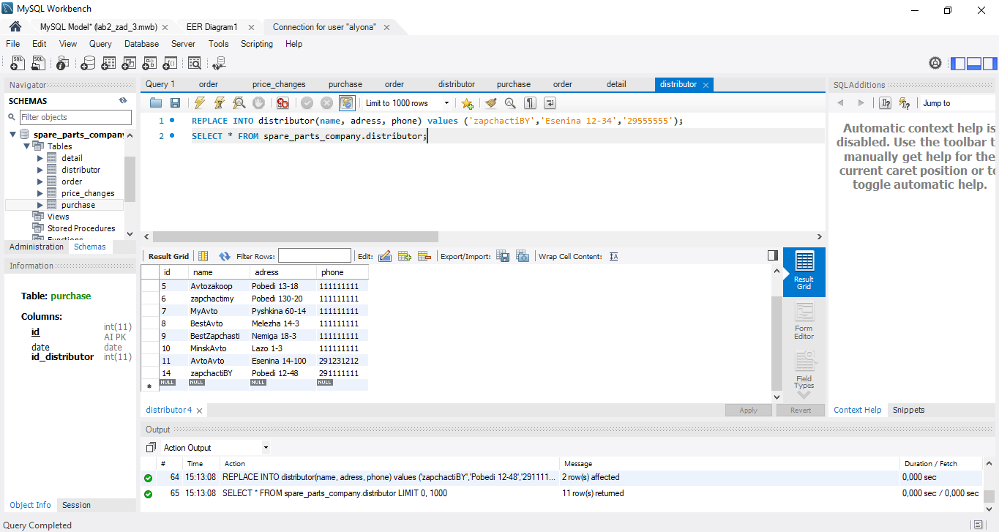 MySQL Workbench
MySQL Model* (lab2_zad_3.mwb) EER Diagram1 Connection for user "alyona"
File Edit View Query Database Server Tools Scripting Help
Navigator
SCHEMAS
Filter objects
spare_parts_company
Tables
detail
distributor
order
price_changes
purchase
Views
Stored Procedures
Functions
Administration Schemas
Information
Table: purchase
Columns:
id int(11) AI PK
date date
id_distributor int(11)
Object Info Session
Query 1 order price_changes purchase order distributor purchase order detail distributor
Limit to 1000 rows
1 REPLACE INTO distributor(name, adress, phone) values ('zapchactiBY','Esenina 12-34','29555555');
2 SELECT * FROM spare_parts_company.distributor;
Result Grid Filter Rows: Edit: Export/Import: Wrap Cell Content:
id name adress phone
5 Avtozakoop Pobedi 13-18 111111111
6 zapchactimy Pobedi 130-20 111111111
7 MyAvto Pyshkina 60-14 111111111
8 BestAvto Melezha 14-3 111111111
9 BestZapchasti Nemiga 18-3 111111111
10 MinskAvto Lazo 1-3 111111111
11 AvtoAvto Esenina 14-100 291231212
14 zapchactiBY Pobedi 12-48 291111111
NULL NULL NULL NULL
Result Grid
Form Editor
Field Types
distributor 4 Apply Revert
SQLAdditions
Jump to
Automatic context help is
disabled. Use the toolbar t
manually get help for the
current caret position or to
toggle automatic help.
Context Help Snippets
Output
Action Output
# Time Action Message Duration / Fetch
64 15:13:08 REPLACE INTO distributor(name, adress, phone) values ('zapchactiBY','Pobedi 12-48','291111... 2 row(s) affected 0,000 sec
65 15:13:08 SELECT * FROM spare_parts_company.distributor LIMIT 0, 1000 11 row(s) returned 0,000 sec / 0,000 sec
Query Completed